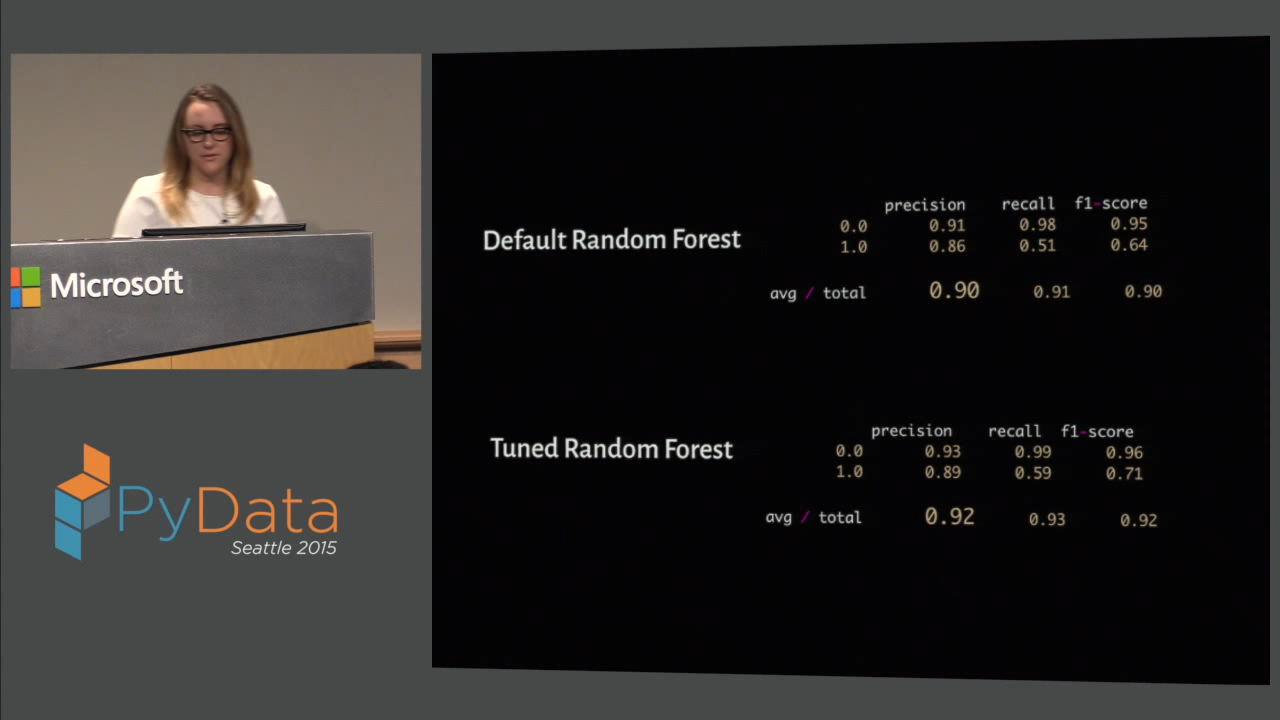 Microsoft
PyData
Seattle 2015
Default Random Forest
precision recall f1-score
0.0 0.91 0.98 0.95
1.0 0.86 0.51 0.64
avg / total 0.90 0.91 0.90
Tuned Random Forest
precision recall f1-score
0.0 0.93 0.99 0.96
1.0 0.89 0.59 0.71
avg / total 0.92 0.93 0.92